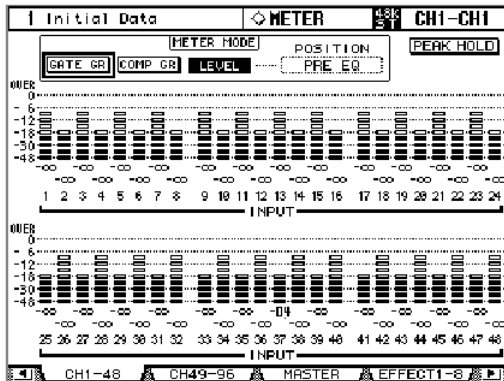 1 Initial Data ◇METER 48K ST CH1-CH1
METER MODE POSITION PEAK HOLD
GATE GR COMP GR LEVEL PRE EQ
OVER
0
-6
-12
-18
-30
-48
-∞ -∞ -∞ -∞ -∞ -∞ -∞ -∞ -∞ -∞ -∞ -∞
-∞ -∞ -∞ -∞ -∞ -∞ -∞ -∞ -∞ -∞ -∞ -∞
1 2 3 4 5 6 7 8 9 10 11 12 13 14 15 16 17 18 19 20 21 22 23 24
INPUT
OVER
0
-6
-12
-18
-30
-48
-∞ -∞ -∞ -∞ -∞ -∞ -04 -∞ -∞ -∞ -∞ -∞
-∞ -∞ -∞ -∞ -∞ -∞ -∞ -∞ -∞ -∞ -∞ -∞
25 26 27 28 29 30 31 32 33 34 35 36 37 38 39 40 41 42 43 44 45 46 47 48
INPUT
CH1-48 CH49-96 MASTER EFFECT1-8